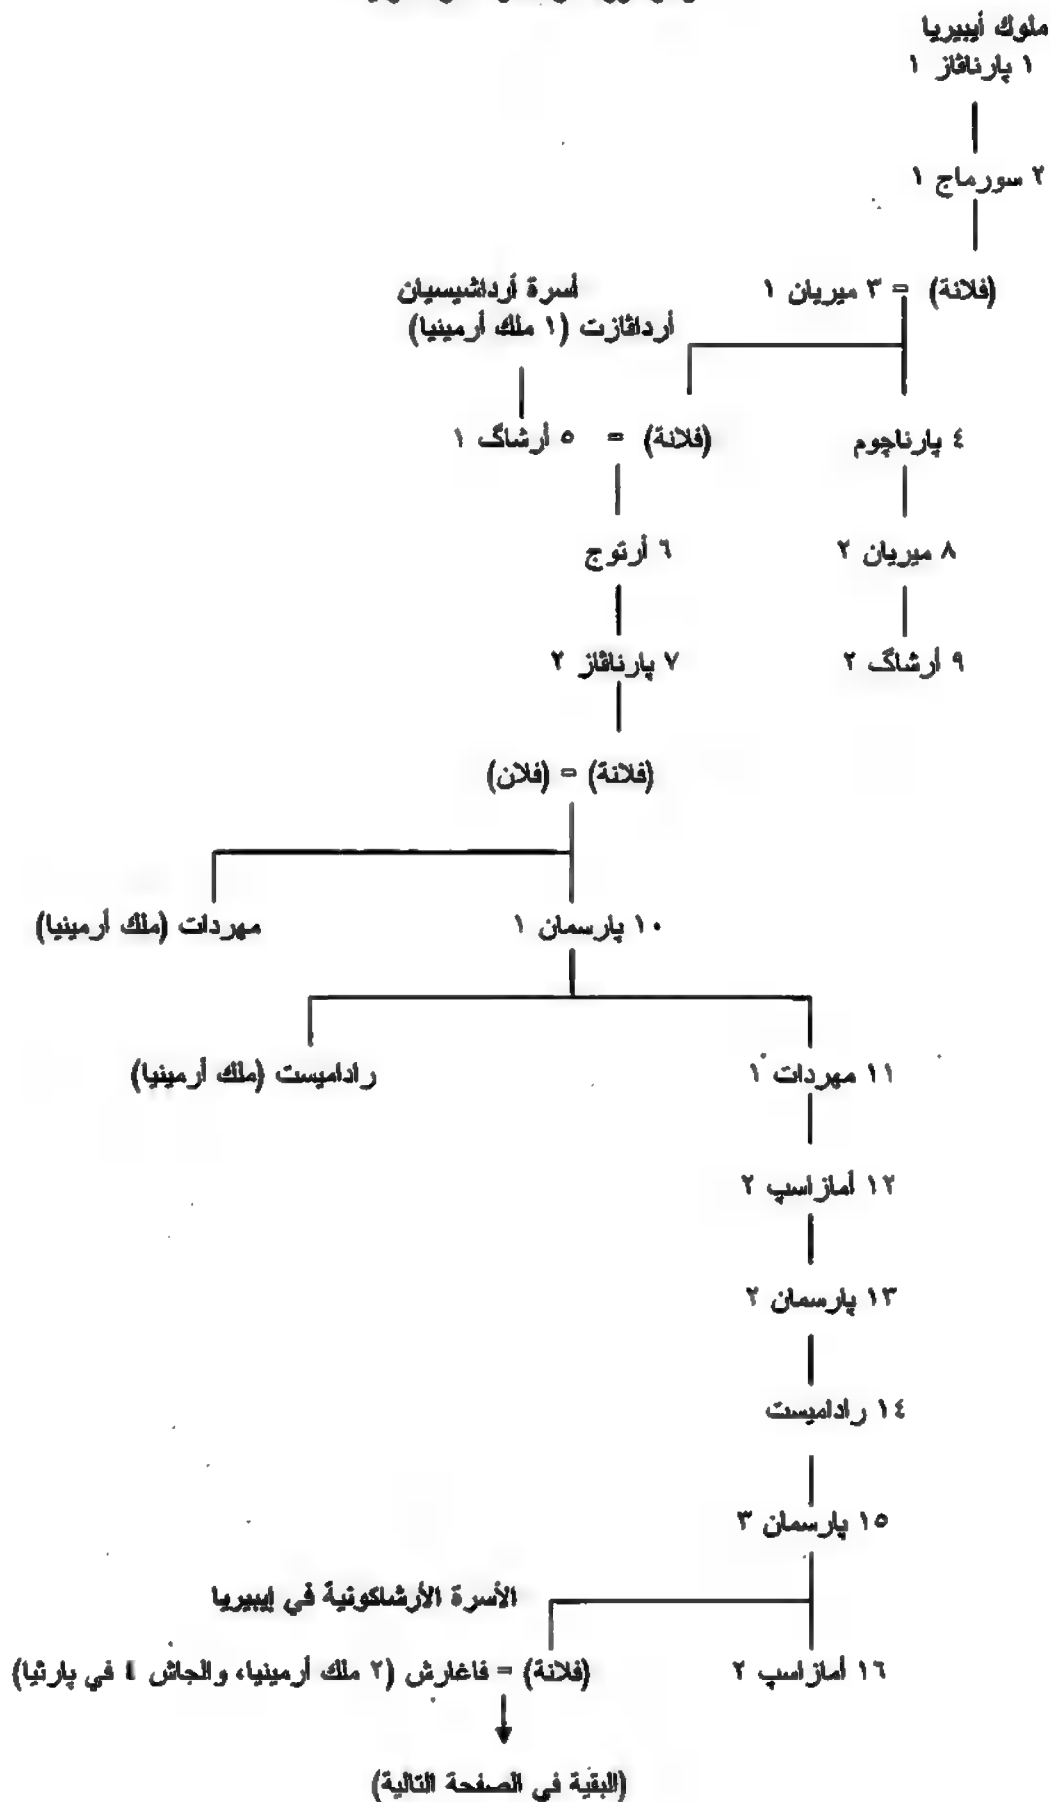 ملوك أيبيريا
١ پارناڤاز ١
٢ سورماج ١
(فلانة) = ٣ ميريان ١
أسرة أرداشيسيان
أرداڤازت (١ ملك أرمينيا)
٤ پارناچوم
(فلانة) = ٥ أرشاگ ١
٨ ميريان ٢
٦ أرتوج
٩ أرشاگ ٢
٧ پارناڤاز ٢
(فلانة) = (فلان)
١٠ پارسمان ١
مهردات (ملك أرمينيا)
١١ مهردات ١
راداميست (ملك أرمينيا)
١٢ أمازاسپ ٢
١٣ پارسمان ٢
١٤ راداميست
١٥ پارسمان ٣
الأسرة الأرشاكونية في إيبيريا
١٦ أمازاسپ ٢
(فلانة) = فاغارش (٢ ملك أرمينيا، والجاش ٤ في پارثيا)
(البقية في الصفحة التالية)